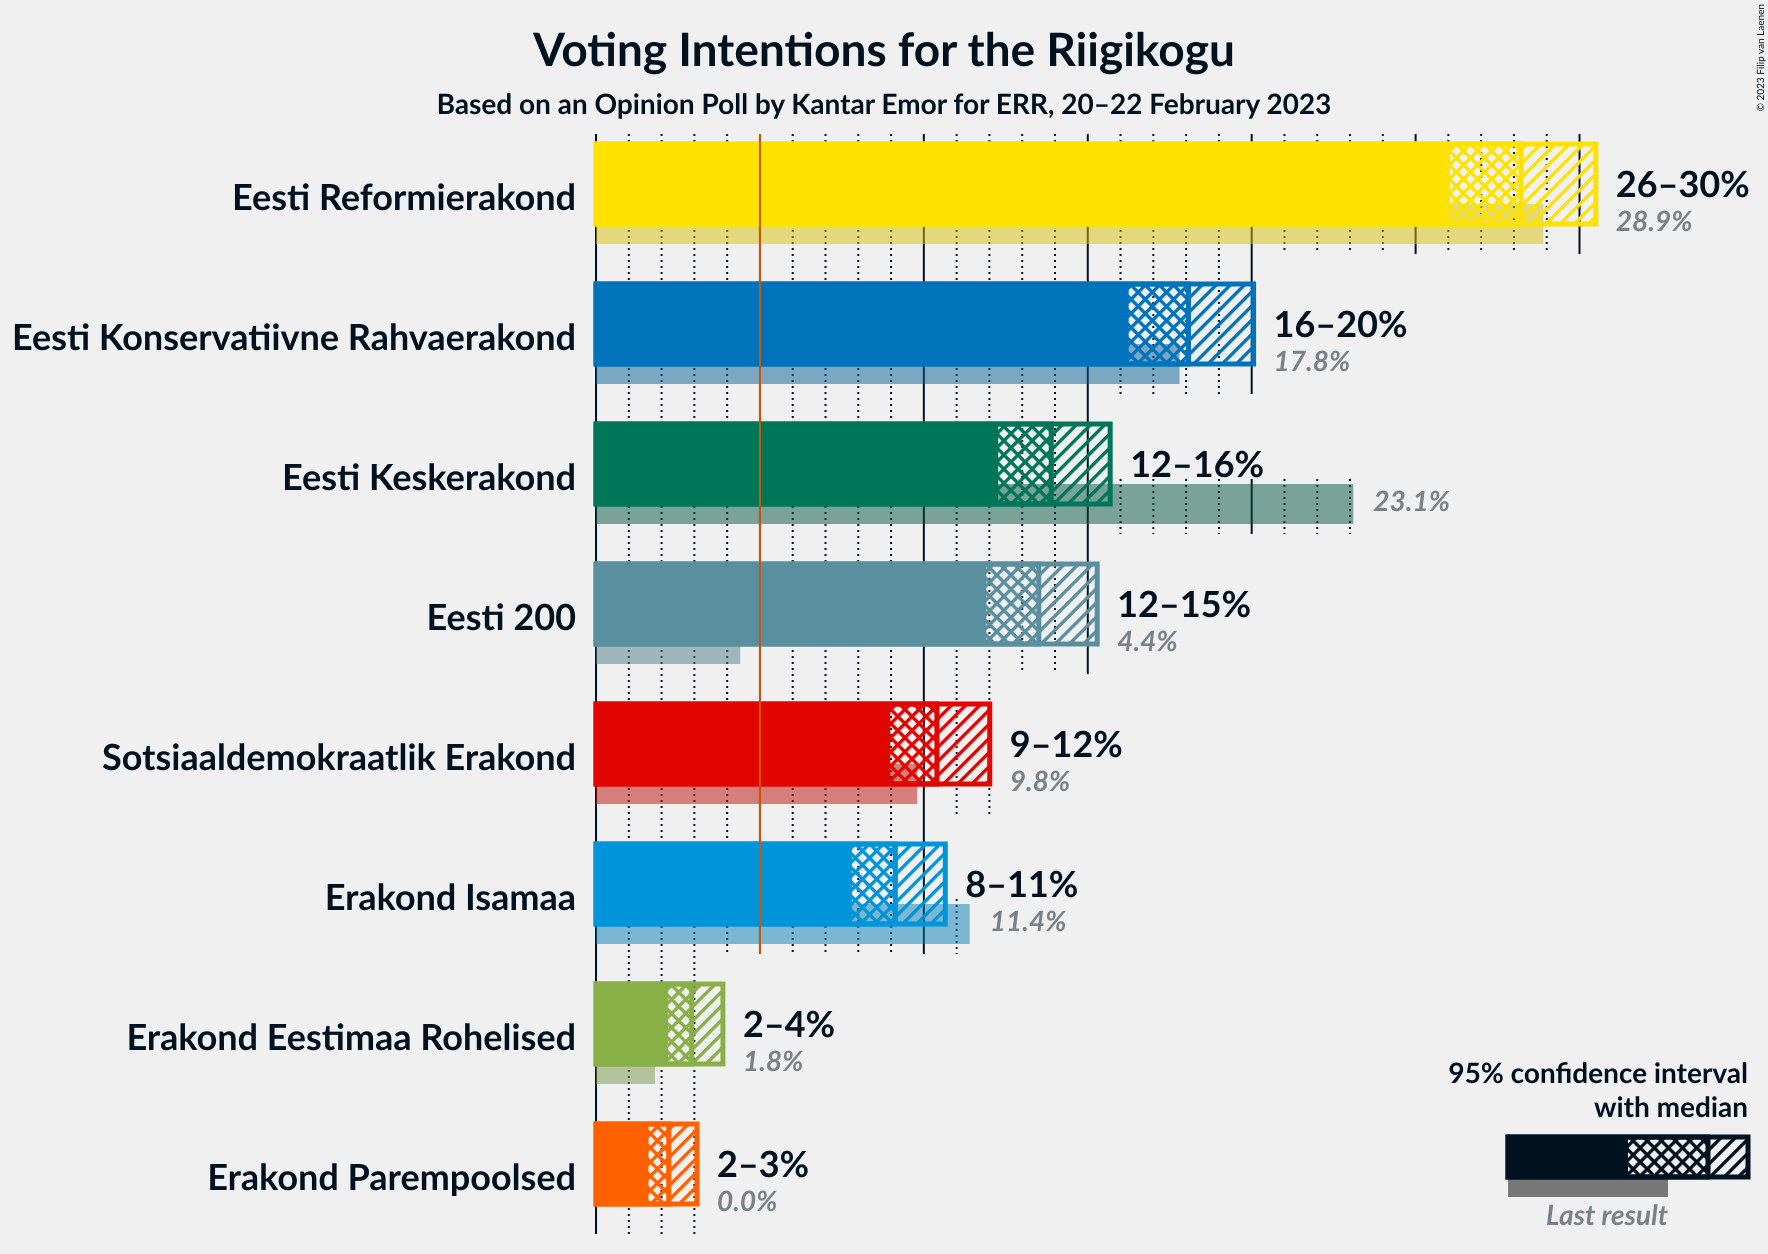 Voting Intentions for the Riigikogu
Based on an Opinion Poll by Kantar Emor for ERR, 20–22 February 2023
© 2023 Filip van Laenen
Eesti Reformierakond
26–30%
28.9%
Eesti Konservatiivne Rahvaerakond
16–20%
17.8%
Eesti Keskerakond
12–16%
23.1%
Eesti 200
12–15%
4.4%
Sotsiaaldemokraatlik Erakond
9–12%
9.8%
Erakond Isamaa
8–11%
11.4%
Erakond Eestimaa Rohelised
2–4%
1.8%
Erakond Parempoolsed
2–3%
0.0%
95% confidence interval
with median
Last result